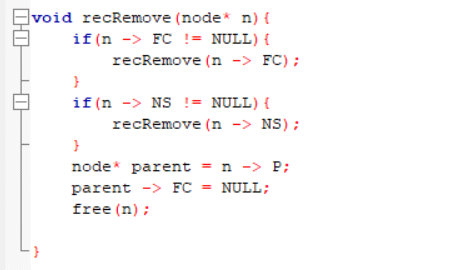 void recRemove(node* n){
if(n -> FC != NULL){
recRemove(n -> FC);
}
if(n -> NS != NULL){
recRemove(n -> NS);
}
node* parent = n -> P;
parent -> FC = NULL;
free(n);
}